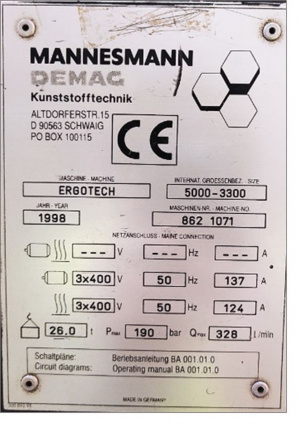 MANNESMANN
DEMAG
Kunststofftechnik
ALTDORFERSTR.15
D 90563 SCHWAIG
PO BOX 100115
CE
MASCHINE - MACHINE
INTERNAT. GROESSENBEZ. SIZE
ERGOTECH
5000-3300
JAHR - YEAR
MASCHINEN NR. - MACHINE-NO
1998
862 1071
NETZANSCHLUSS - MAINE CONNECTION
--- V --- Hz --- A
3x400 V 50 Hz 137 A
3x400 V 50 Hz 124 A
26,0 t Pmax 190 bar Qmax 328 l/min
Schaltpläne: Beriebsanleitung BA 001.01.0
Circuit diagrams: Operating manual BA 001.01.0
MADE IN GERMANY